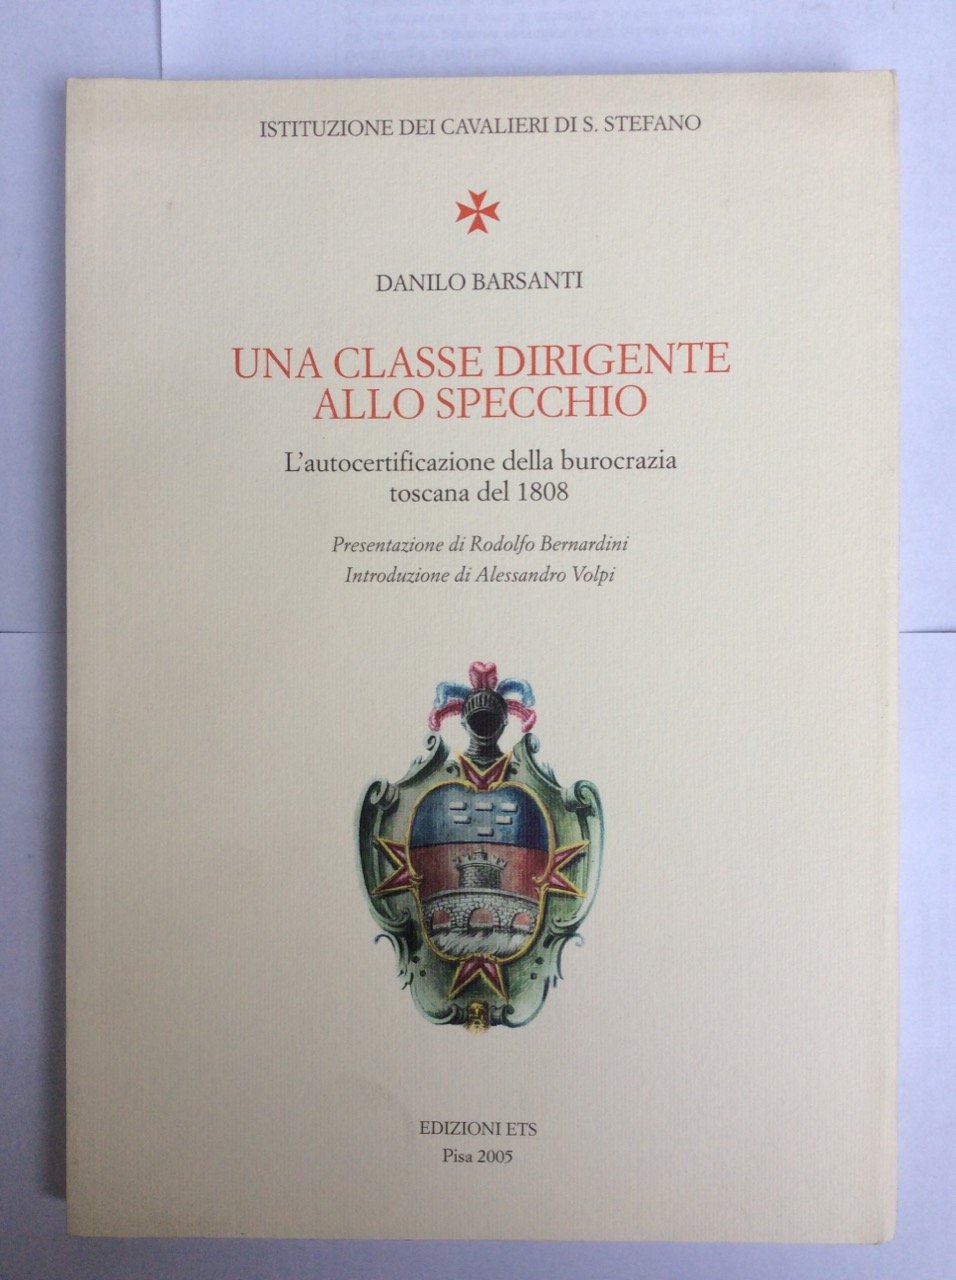 ISTITUZIONE DEI CAVALIERI DI S. STEFANO
DANILO BARSANTI
UNA CLASSE DIRIGENTE
ALLO SPECCHIO
L'autocertificazione della burocrazia
toscana del 1808
Presentazione di Rodolfo Bernardini
Introduzione di Alessandro Volpi
EDIZIONI ETS
Pisa 2005